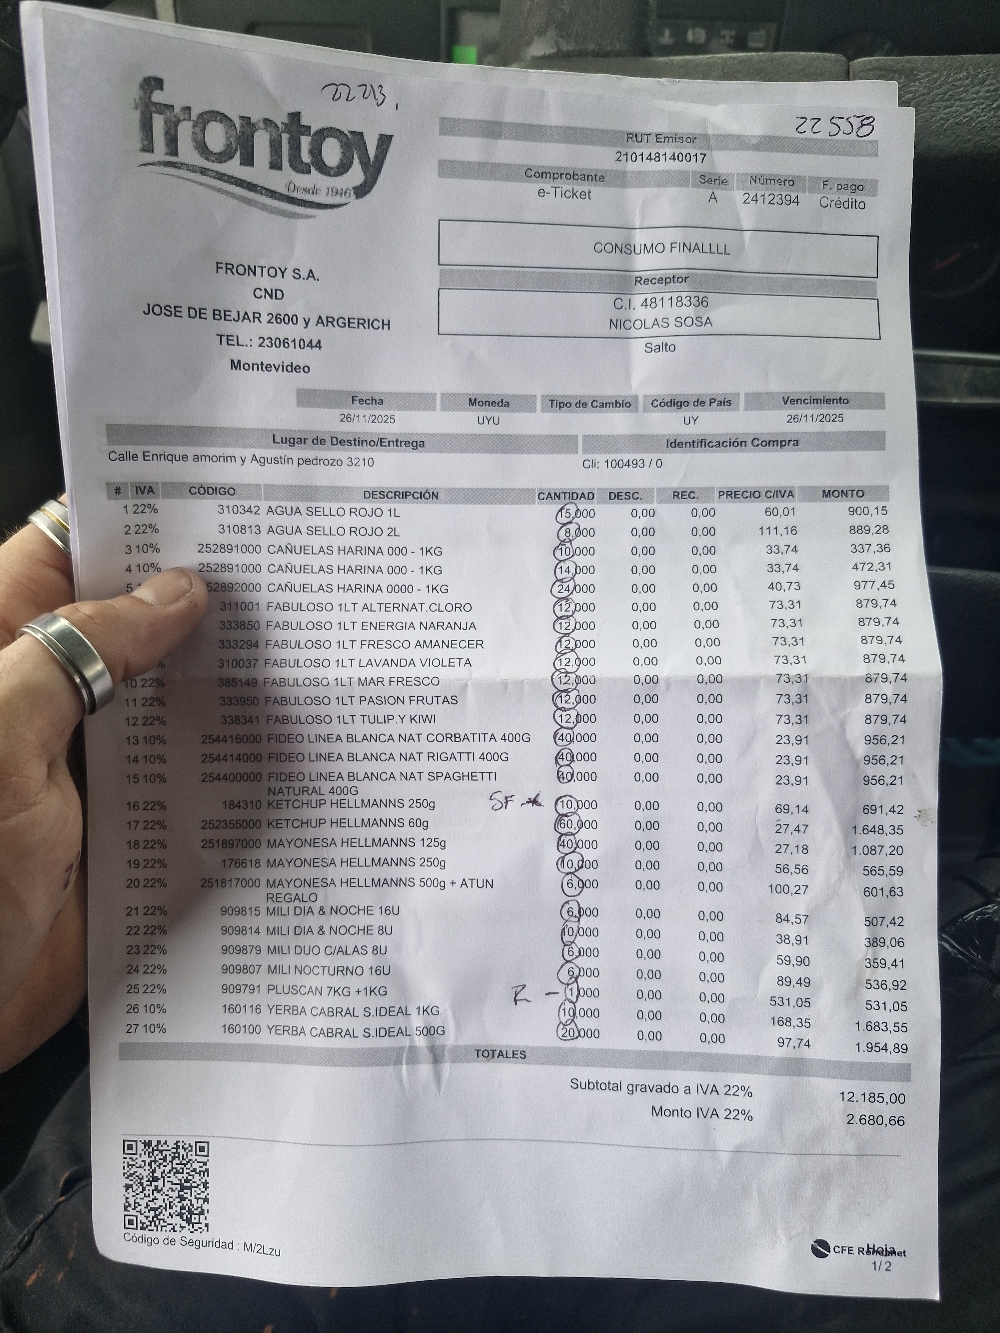 22213.
22 558
frontoy
Desde 1946
RUT Emisor
210148140017
Comprobante Serie Número F. pago
e-Ticket A 2412394 Crédito
CONSUMO FINALLLL
Receptor
C.I. 48118336
NICOLAS SOSA
Salto
FRONTOY S.A.
CND
JOSE DE BEJAR 2600 y ARGERICH
TEL.: 23061044
Montevideo
Fecha Moneda Tipo de Cambio Código de País Vencimiento
26/11/2025 UYU UY 26/11/2025
Lugar de Destino/Entrega Identificación Compra
Calle Enrique amorim y Agustín pedrozo 3210 Cli: 100493 / 0
# IVA CÓDIGO DESCRIPCIÓN CANTIDAD DESC. REC. PRECIO C/IVA MONTO
1 22% 310342 AGUA SELLO ROJO 1L 15,000 0,00 0,00 60,01 900,15
2 22% 310813 AGUA SELLO ROJO 2L 8,000 0,00 0,00 111,16 889,28
3 10% 252891000 CAÑUELAS HARINA 000 - 1KG 10,000 0,00 0,00 33,74 337,36
4 10% 252891000 CAÑUELAS HARINA 000 - 1KG 14,000 0,00 0,00 33,74 472,31
5 52892000 CAÑUELAS HARINA 0000 - 1KG 24,000 0,00 0,00 40,73 977,45
311001 FABULOSO 1LT ALTERNAT.CLORO 12,000 0,00 0,00 73,31 879,74
333850 FABULOSO 1LT ENERGIA NARANJA 12,000 0,00 0,00 73,31 879,74
333294 FABULOSO 1LT FRESCO AMANECER 12,000 0,00 0,00 73,31 879,74
% 310037 FABULOSO 1LT LAVANDA VIOLETA 12,000 0,00 0,00 73,31 879,74
10 22% 385149 FABULOSO 1LT MAR FRESCO 12,000 0,00 0,00 73,31 879,74
11 22% 333950 FABULOSO 1LT PASION FRUTAS 12,000 0,00 0,00 73,31 879,74
12 22% 338341 FABULOSO 1LT TULIP.Y KIWI 12,000 0,00 0,00 73,31 879,74
13 10% 254416000 FIDEO LINEA BLANCA NAT CORBATITA 400G 40,000 0,00 0,00 23,91 956,21
14 10% 254414000 FIDEO LINEA BLANCA NAT RIGATTI 400G 40,000 0,00 0,00 23,91 956,21
15 10% 254400000 FIDEO LINEA BLANCA NAT SPAGHETTI 40,000 0,00 0,00 23,91 956,21
NATURAL 400G
16 22% 184310 KETCHUP HELLMANNS 250g SF 10,000 0,00 0,00 69,14 691,42
17 22% 252355000 KETCHUP HELLMANNS 60g 60,000 0,00 0,00 27,47 1.648,35
18 22% 251897000 MAYONESA HELLMANNS 125g 40,000 0,00 0,00 27,18 1.087,20
19 22% 176618 MAYONESA HELLMANNS 250g 10,000 0,00 0,00 56,56 565,59
20 22% 251817000 MAYONESA HELLMANNS 500g + ATUN 6,000 0,00 0,00 100,27 601,63
REGALO
21 22% 909815 MILI DIA & NOCHE 16U 6,000 0,00 0,00 84,57 507,42
22 22% 909814 MILI DIA & NOCHE 8U 10,000 0,00 0,00 38,91 389,06
23 22% 909879 MILI DUO C/ALAS 8U 6,000 0,00 0,00 59,90 359,41
24 22% 909807 MILI NOCTURNO 16U 6,000 0,00 0,00 89,49 536,92
25 22% 909791 PLUSCAN 7KG +1KG R - 1,000 0,00 0,00 531,05 531,05
26 10% 160116 YERBA CABRAL S.IDEAL 1KG 10,000 0,00 0,00 168,35 1.683,55
27 10% 160100 YERBA CABRAL S.IDEAL 500G 20,000 0,00 0,00 97,74 1.954,89
TOTALES
Subtotal gravado a IVA 22% 12.185,00
Monto IVA 22% 2.680,66
Código de Seguridad : M/2Lzu
CFE
Hoja
1/ 2